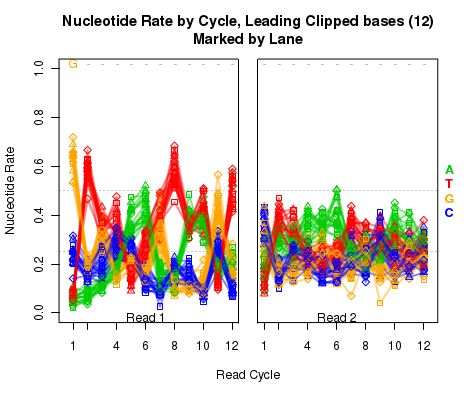 Nucleotide Rate by Cycle, Leading Clipped bases (12)
Marked by Lane
Nucleotide Rate
0.0
0.2
0.4
0.6
0.8
1.0
G
Read 1
Read 2
1
4
6
8
10
12
1
4
6
8
10
12
Read Cycle
A
T
G
C